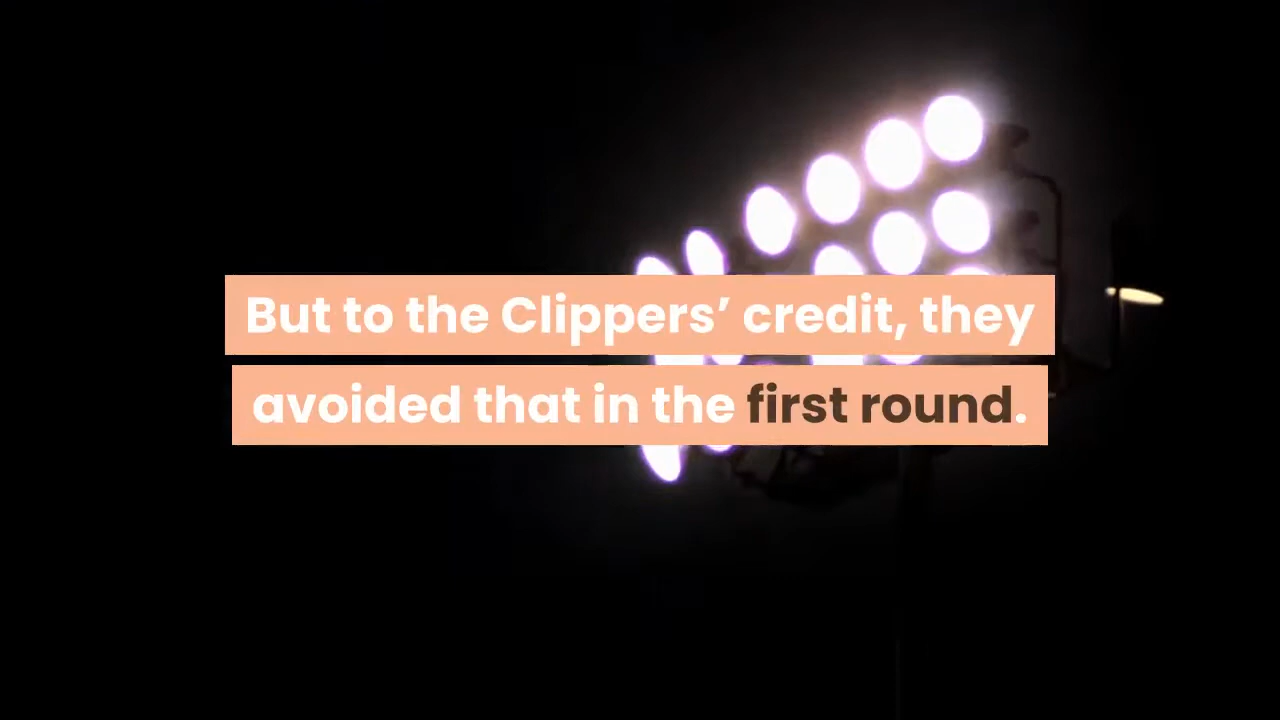 But to the Clippers’ credit, they
avoided that in the first round.